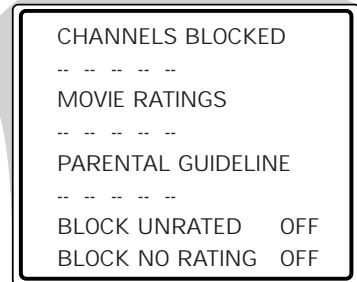 CHANNELS BLOCKED
-- -- -- -- --
MOVIE RATINGS
-- -- -- -- --
PARENTAL GUIDELINE
-- -- -- -- --
BLOCK UNRATED OFF
BLOCK NO RATING OFF